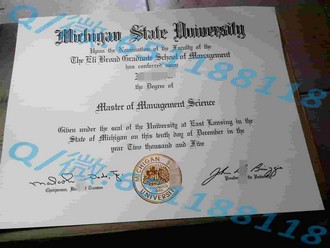 Michigan State University
Upon the Nomination of the Faculty of the
The Eli Broad Graduate School of Management
has conferred upon
the Degree of
Master of Management Science
Given under the seal of the University at East Lansing in the
State of Michigan on this tenth day of December in the
year Two thousand and Five
MICHIGAN
UNIVERSITY
Chairperson,
188118